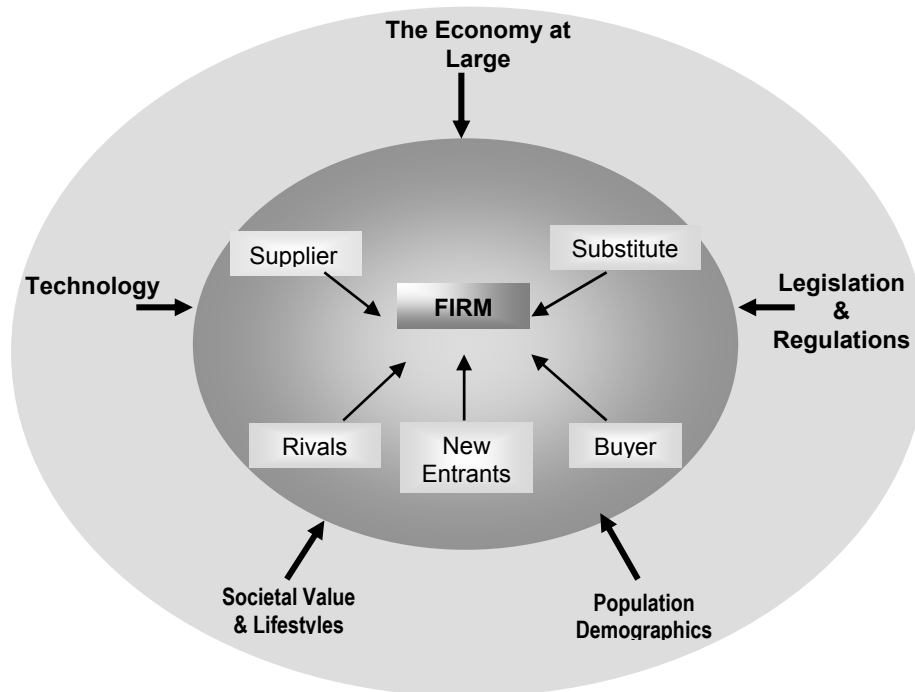 The Economy at
Large
Supplier
Substitute
Technology
FIRM
Legislation
&
Regulations
Rivals
New
Entrants
Buyer
Societal Value
& Lifestyles
Population
Demographics